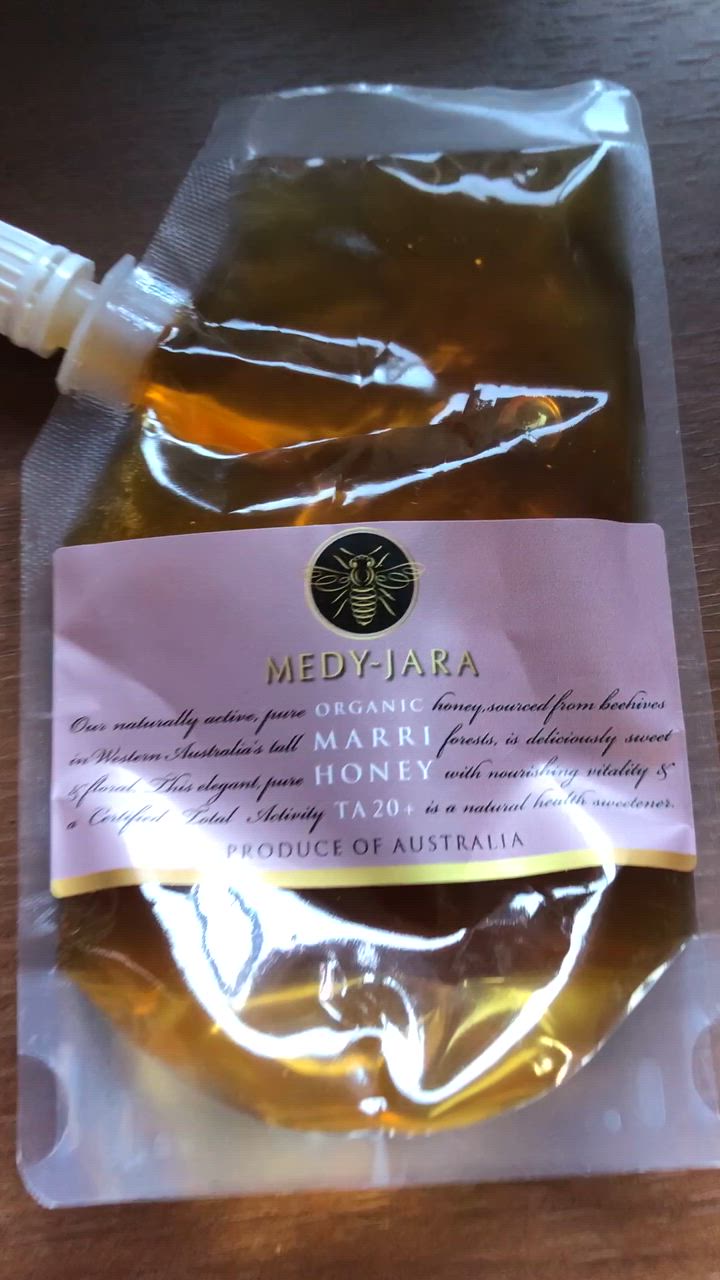 MEDY-JARA
Our naturally active, pure ORGANIC honey, sourced from beehives
in Western Australia's tall MARRI forests, is deliciously sweet
& floral. This elegant, pure HONEY with nourishing vitality &
a Certified Total Activity TA 20+ is a natural health sweetener.
PRODUCE OF AUSTRALIA